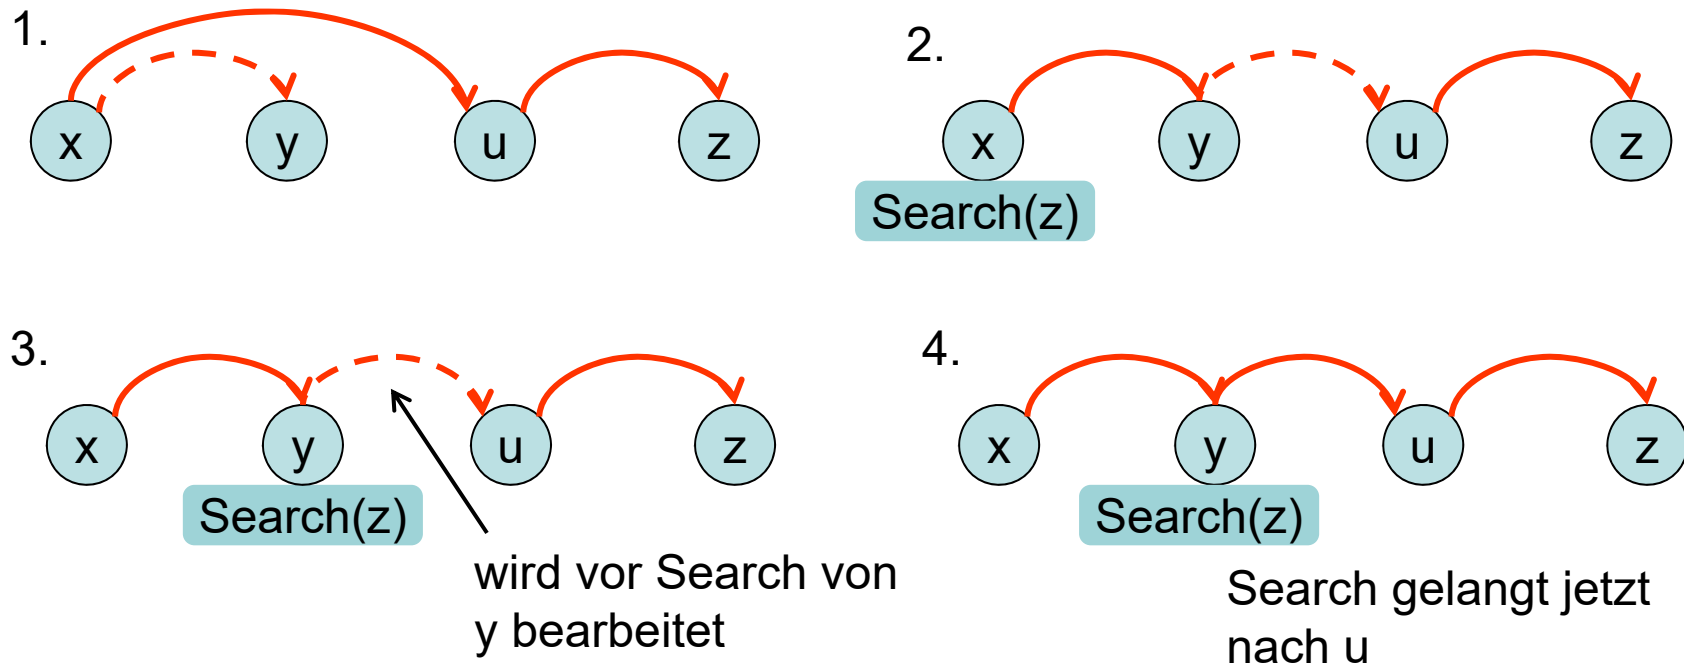 1.
x y u z
2.
x y u z
Search(z)
3.
x y u z
Search(z)
wird vor Search von
y bearbeitet
4.
x y u z
Search(z)
Search gelangt jetzt
nach u